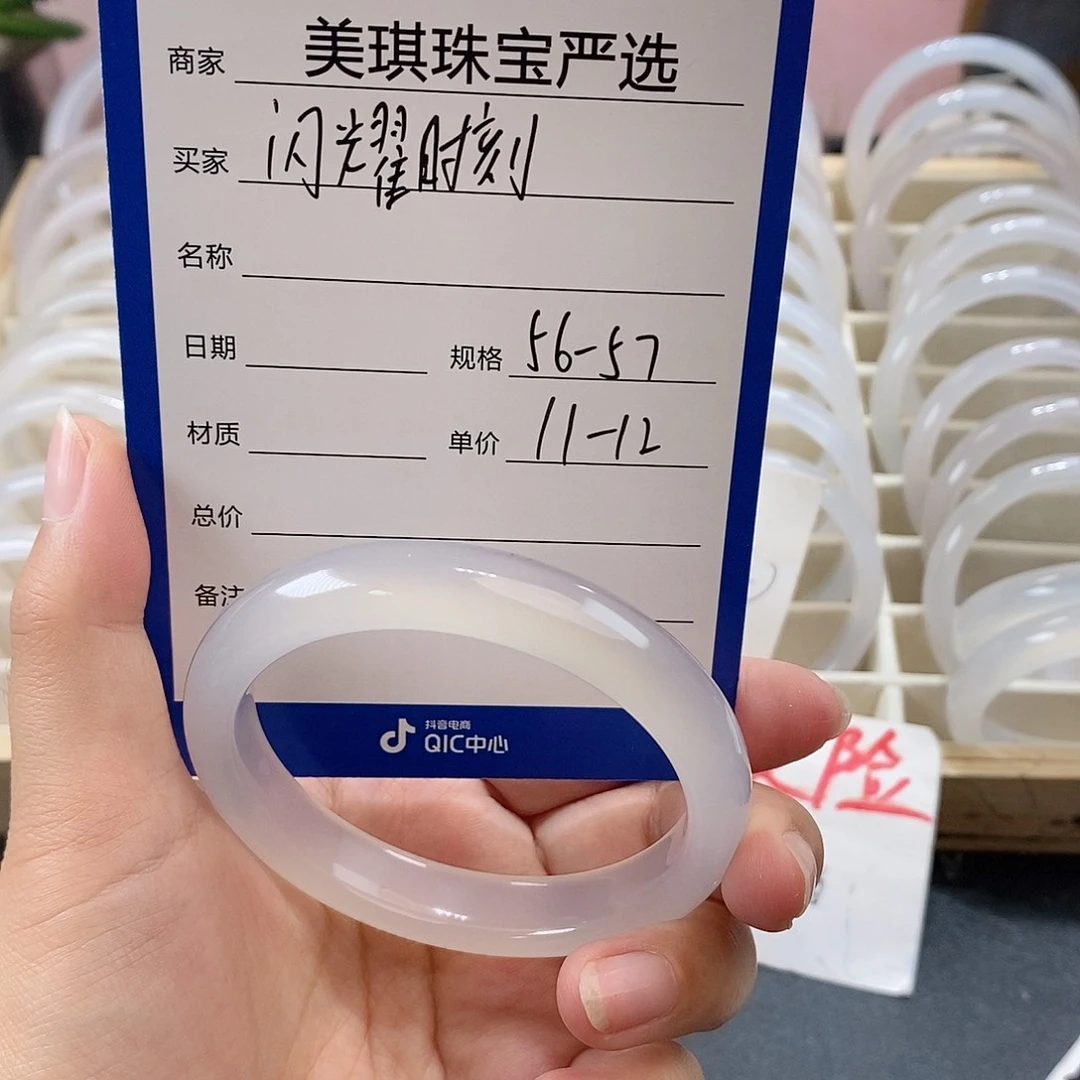 商家 美琪珠宝严选
买家 闪耀时刻
名称
日期 规格 56-57
材质 单价 11-12
总价
备注
抖音电商
QIC中心
险